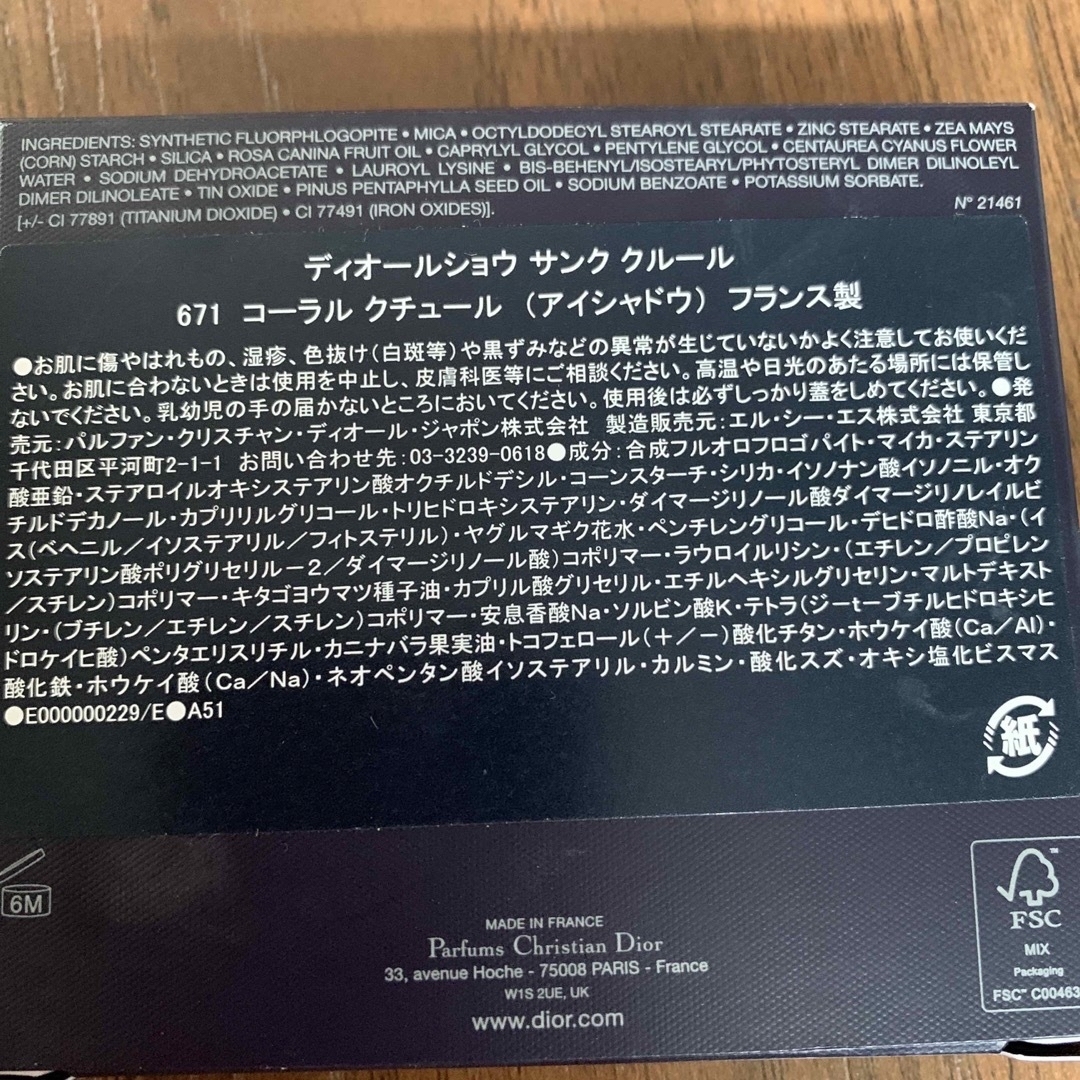 INGREDIENTS: SYNTHETIC FLUORPHLOGOPITE • MICA • OCTYLDODECYL STEAROYL STEARATE • ZINC STEARATE • ZEA MAYS
(CORN) STARCH • SILICA • ROSA CANINA FRUIT OIL • CAPRYLYL GLYCOL • PENTYLENE GLYCOL • CENTAUREA CYANUS FLOWER
WATER • SODIUM DEHYDROACETATE • LAUROYL LYSINE • BIS-BEHENYL/ISOSTEARYL/PHYTOSTERYL DIMER DILINOLEYL
DIMER DILINOLEATE • TIN OXIDE • PINUS PENTAPHYLLA SEED OIL • SODIUM BENZOATE • POTASSIUM SORBATE.
[+/- CI 77891 (TITANIUM DIOXIDE) • CI 77491 (IRON OXIDES)].
N° 21461
ディオールショウ サンク クルール
671 コーラル クチュール （アイシャドウ） フランス製
●お肌に傷やはれもの、湿疹、色抜け（白斑等）や黒ずみなどの異常が生じていないかよく注意してお使いくだ
さい。お肌に合わないときは使用を中止し、皮膚科医等にご相談ください。高温や日光のあたる場所には保管し
ないでください。乳幼児の手の届かないところにおいてください。使用後は必ずしっかり蓋をしめてください。●発
売元：パルファン・クリスチャン・ディオール・ジャポン株式会社 製造販売元：エル・シー・エス株式会社 東京都
千代田区平河町2-1-1 お問い合わせ先：03-3239-0618●成分：合成フルオロフロゴパイト・マイカ・ステアリン
酸亜鉛・ステアロイルオキシステアリン酸オクチルドデシル・コーンスターチ・シリカ・イソノナン酸イソノニル・オク
チルドデカノール・カプリリルグリコール・トリヒドロキシステアリン・ダイマージリノール酸ダイマージリノレイルビ
ス（ベヘニル／イソステアリル／フィトステリル）・ヤグルマギク花水・ペンチレングリコール・デヒドロ酢酸Na・（イ
ソステアリン酸ポリグリセリル－２／ダイマージリノール酸）コポリマー・ラウロイルリシン・（エチレン／プロピレン
／スチレン）コポリマー・キタゴヨウマツ種子油・カプリル酸グリセリル・エチルヘキシルグリセリン・マルトデキスト
リン・（ブチレン／エチレン／スチレン）コポリマー・安息香酸Na・ソルビン酸K・テトラ（ジーtーブチルヒドロキシヒ
ドロケイヒ酸）ペンタエリスリチル・カニナバラ果実油・トコフェロール（＋／－）酸化チタン・ホウケイ酸（Ca／Al）・
酸化鉄・ホウケイ酸（Ca／Na）・ネオペンタン酸イソステアリル・カルミン・酸化スズ・オキシ塩化ビスマス
●E000000229/E●A51
紙
6M
MADE IN FRANCE
Parfums Christian Dior
33, avenue Hoche - 75008 PARIS - France
W1S 2UE, UK
www.dior.com
FSC
MIX
Packaging
FSC™ C00463